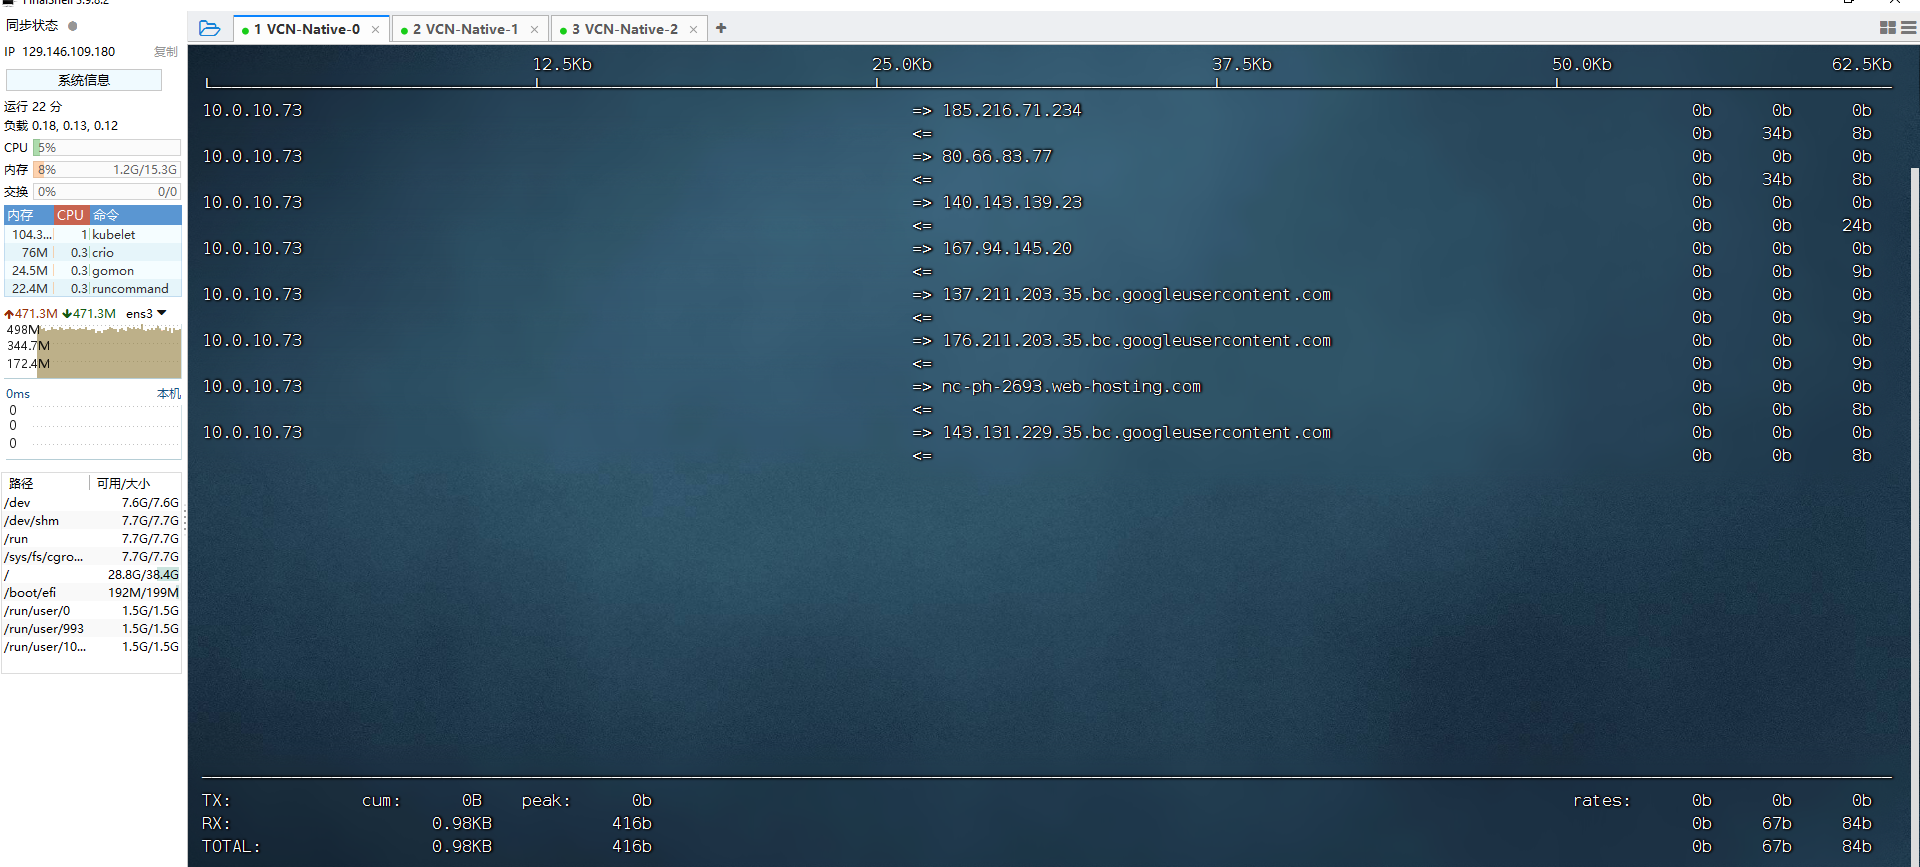 FinalShell 3.9.8.2
同步状态
IP 129.146.109.180 复制
系统信息
运行 22 分
负载 0.18, 0.13, 0.12
CPU 5%
内存 8% 1.2G/15.3G
交换 0% 0/0
内存 CPU 命令
104.3... 1 kubelet
76M 0.3 crio
24.5M 0.3 gomon
22.4M 0.3 runcommand
471.3M 471.3M ens3
498M
344.7M
172.4M
0ms 本机
0
0
0
路径 可用/大小
/dev 7.6G/7.6G
/dev/shm 7.7G/7.7G
/run 7.7G/7.7G
/sys/fs/cgro... 7.7G/7.7G
/ 28.8G/38.4G
/boot/efi 192M/199M
/run/user/0 1.5G/1.5G
/run/user/993 1.5G/1.5G
/run/user/10... 1.5G/1.5G
1 VCN-Native-0 × 2 VCN-Native-1 × 3 VCN-Native-2 × +
12.5Kb 25.0Kb 37.5Kb 50.0Kb 62.5Kb
10.0.10.73 => 185.216.71.234 0b 0b 0b
<= 0b 34b 8b
10.0.10.73 => 80.66.83.77 0b 0b 0b
<= 0b 34b 8b
10.0.10.73 => 140.143.139.23 0b 0b 0b
<= 0b 0b 24b
10.0.10.73 => 167.94.145.20 0b 0b 0b
<= 0b 0b 9b
10.0.10.73 => 137.211.203.35.bc.googleusercontent.com 0b 0b 0b
<= 0b 0b 9b
10.0.10.73 => 176.211.203.35.bc.googleusercontent.com 0b 0b 0b
<= 0b 0b 9b
10.0.10.73 => nc-ph-2693.web-hosting.com 0b 0b 0b
<= 0b 0b 8b
10.0.10.73 => 143.131.229.35.bc.googleusercontent.com 0b 0b 0b
<= 0b 0b 8b
TX: cum: 0B peak: 0b rates: 0b 0b 0b
RX: 0.98KB 416b 0b 67b 84b
TOTAL: 0.98KB 416b 0b 67b 84b